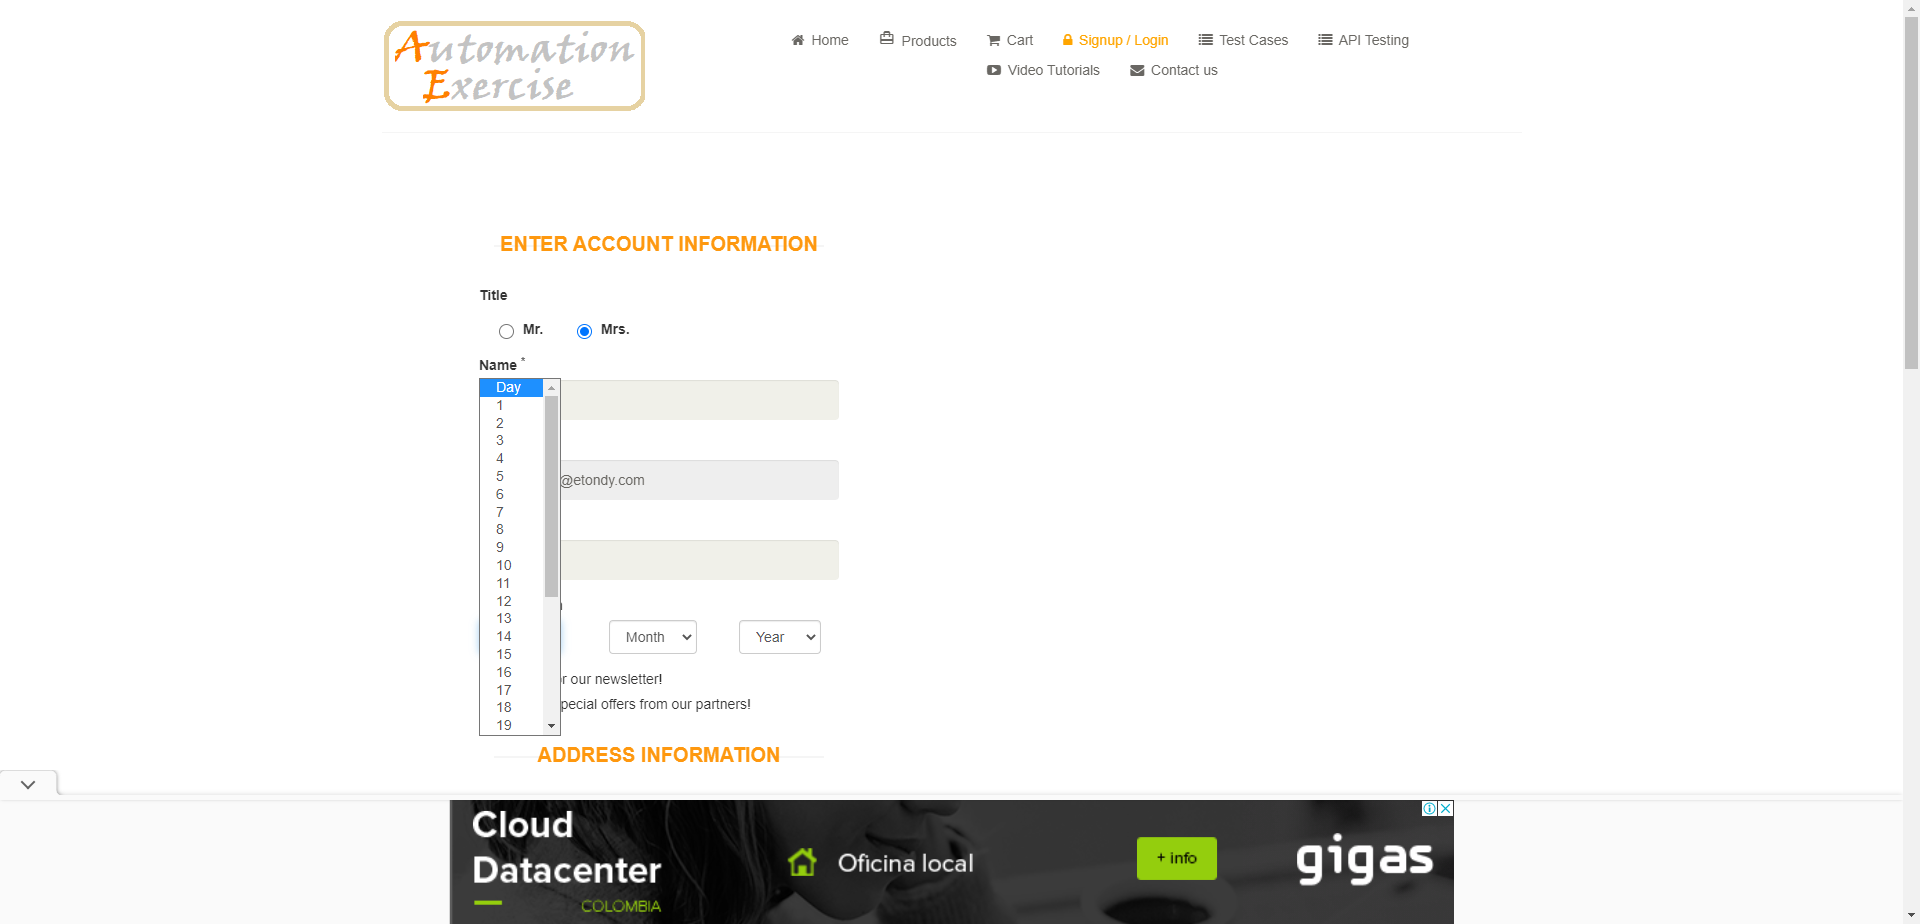 Automation
Exercise
Home
Products
Cart
Signup / Login
Test Cases
API Testing
Video Tutorials
Contact us
ENTER ACCOUNT INFORMATION
Title
Mr.
Mrs.
Name *
Day
1
2
3
4
5
@etondy.com
6
7
8
9
10
11
12
13
14
Month
Year
15
16
r our newsletter!
17
18
pecial offers from our partners!
19
ADDRESS INFORMATION
Cloud
Datacenter
COLOMBIA
Oficina local
+ info
gigas